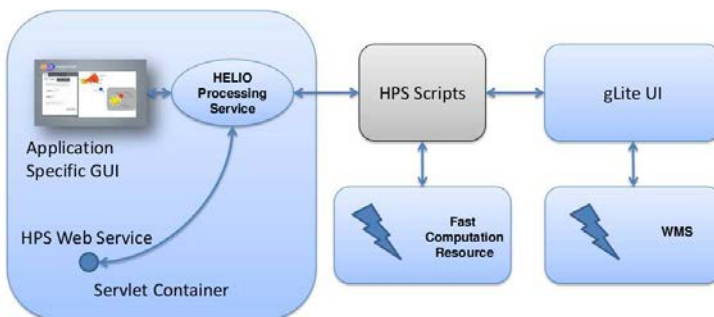 HELIO
Processing
Service
Application
Specific GUI
HPS Web Service
Servlet Container
HPS Scripts
gLite UI
Fast
Computation
Resource
WMS